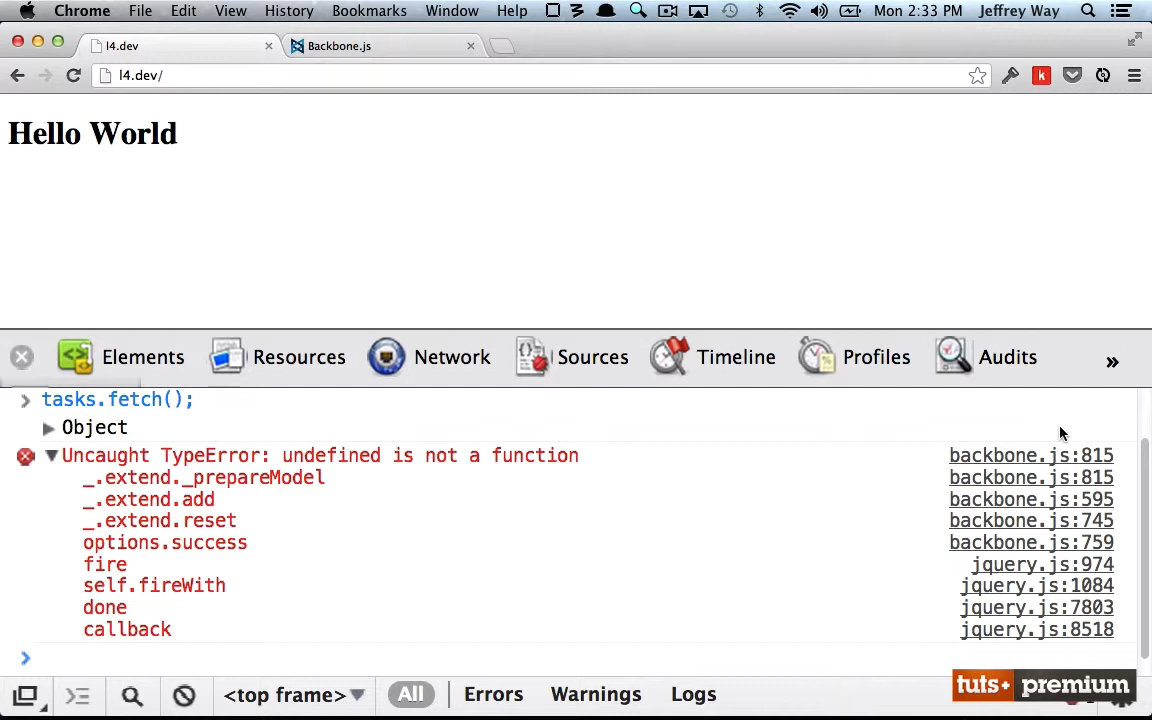 Chrome File Edit View History Bookmarks Window Help Mon 2:33 PM Jeffrey Way
l4.dev Backbone.js
l4.dev/
k
Hello World
Elements Resources Network Sources Timeline Profiles Audits »
tasks.fetch();
Object
Uncaught TypeError: undefined is not a function backbone.js:815
_.extend._prepareModel backbone.js:815
_.extend.add backbone.js:595
_.extend.reset backbone.js:745
options.success backbone.js:759
fire jquery.js:974
self.fireWith jquery.js:1084
done jquery.js:7803
callback jquery.js:8518
<top frame> All Errors Warnings Logs
tuts+ premium